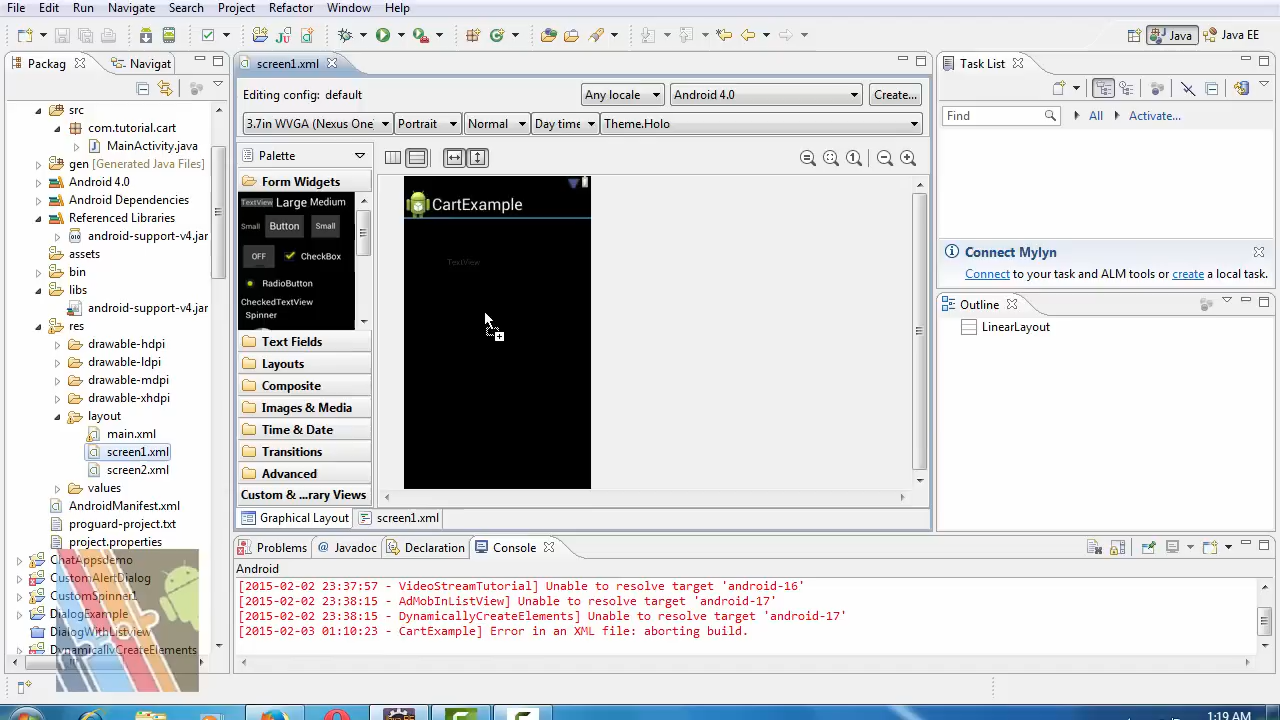 File Edit Run Navigate Search Project Refactor Window Help
Java Java EE
Packag Navigat
screen1.xml
Task List
Editing config: default Any locale Android 4.0 Create...
3.7in WVGA (Nexus One) Portrait Normal Day time Theme.Holo
Find All Activate...
src
com.tutorial.cart
MainActivity.java
gen [Generated Java Files]
Android 4.0
Android Dependencies
Referenced Libraries
android-support-v4.jar
assets
bin
libs
android-support-v4.jar
res
drawable-hdpi
drawable-ldpi
drawable-mdpi
drawable-xhdpi
layout
main.xml
screen1.xml
screen2.xml
values
AndroidManifest.xml
proguard-project.txt
project.properties
ChatAppsdemo
CustomAlertDialog
CustomSpinner1
DialogExample
DialogWithListview
DynamicallyCreateElements
Palette
Form Widgets
TextView Large Medium
Small Button Small
OFF CheckBox
RadioButton
CheckedTextView
Spinner
Text Fields
Layouts
Composite
Images & Media
Time & Date
Transitions
Advanced
Custom & ...rary Views
CartExample
TextView
Graphical Layout screen1.xml
Connect Mylyn
Connect to your task and ALM tools or create a local task.
Outline
LinearLayout
Problems Javadoc Declaration Console
Android
[2015-02-02 23:37:57 - VideoStreamTutorial] Unable to resolve target 'android-16'
[2015-02-02 23:38:15 - AdMobInListView] Unable to resolve target 'android-17'
[2015-02-02 23:38:15 - DynamicallyCreateElements] Unable to resolve target 'android-17'
[2015-02-03 01:10:23 - CartExample] Error in an XML file: aborting build.
1:19 AM